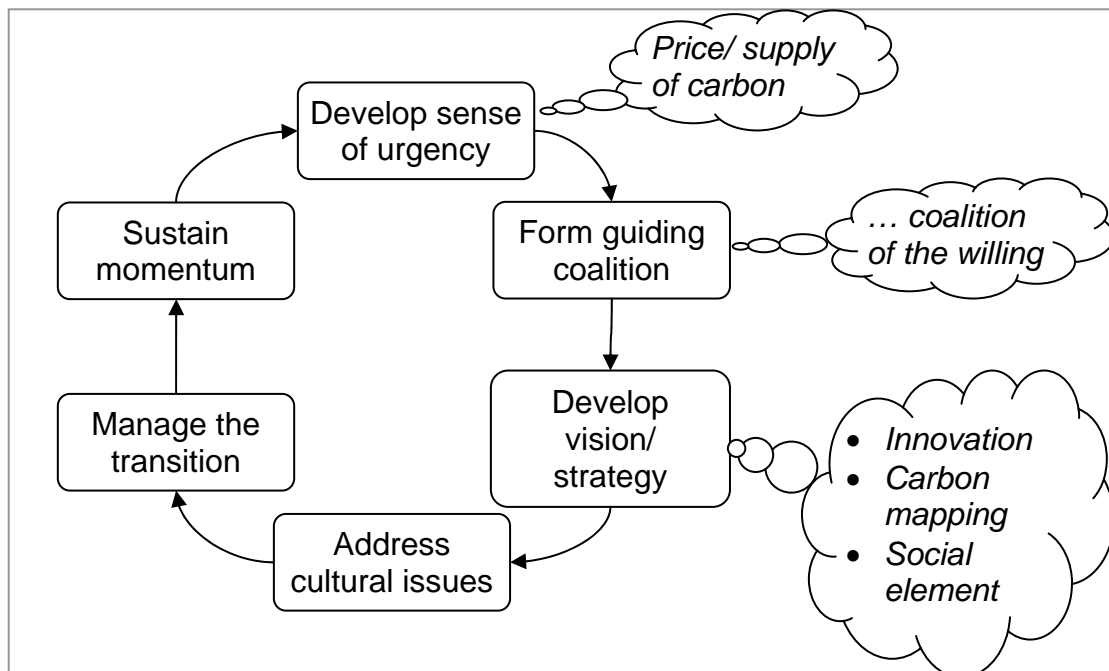 Price/ supply
of carbon
Develop sense
of urgency
Form guiding
coalition
… coalition
of the willing
Develop
vision/
strategy
• Innovation
• Carbon
mapping
• Social
element
Address
cultural issues
Manage the
transition
Sustain
momentum